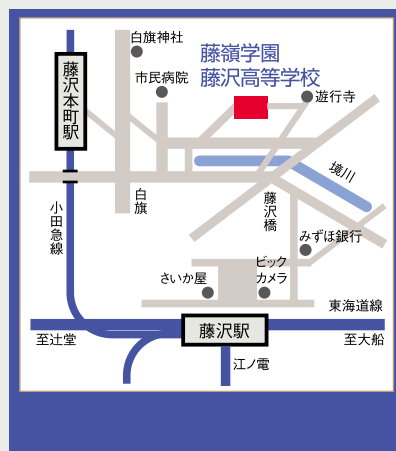 白旗神社
藤嶺学園
藤沢高等学校
市民病院
遊行寺
藤沢本町駅
境川
白旗
藤沢橋
小田急線
みずほ銀行
ビック
カメラ
さいか屋
東海道線
藤沢駅
至辻堂
至大船
江ノ電